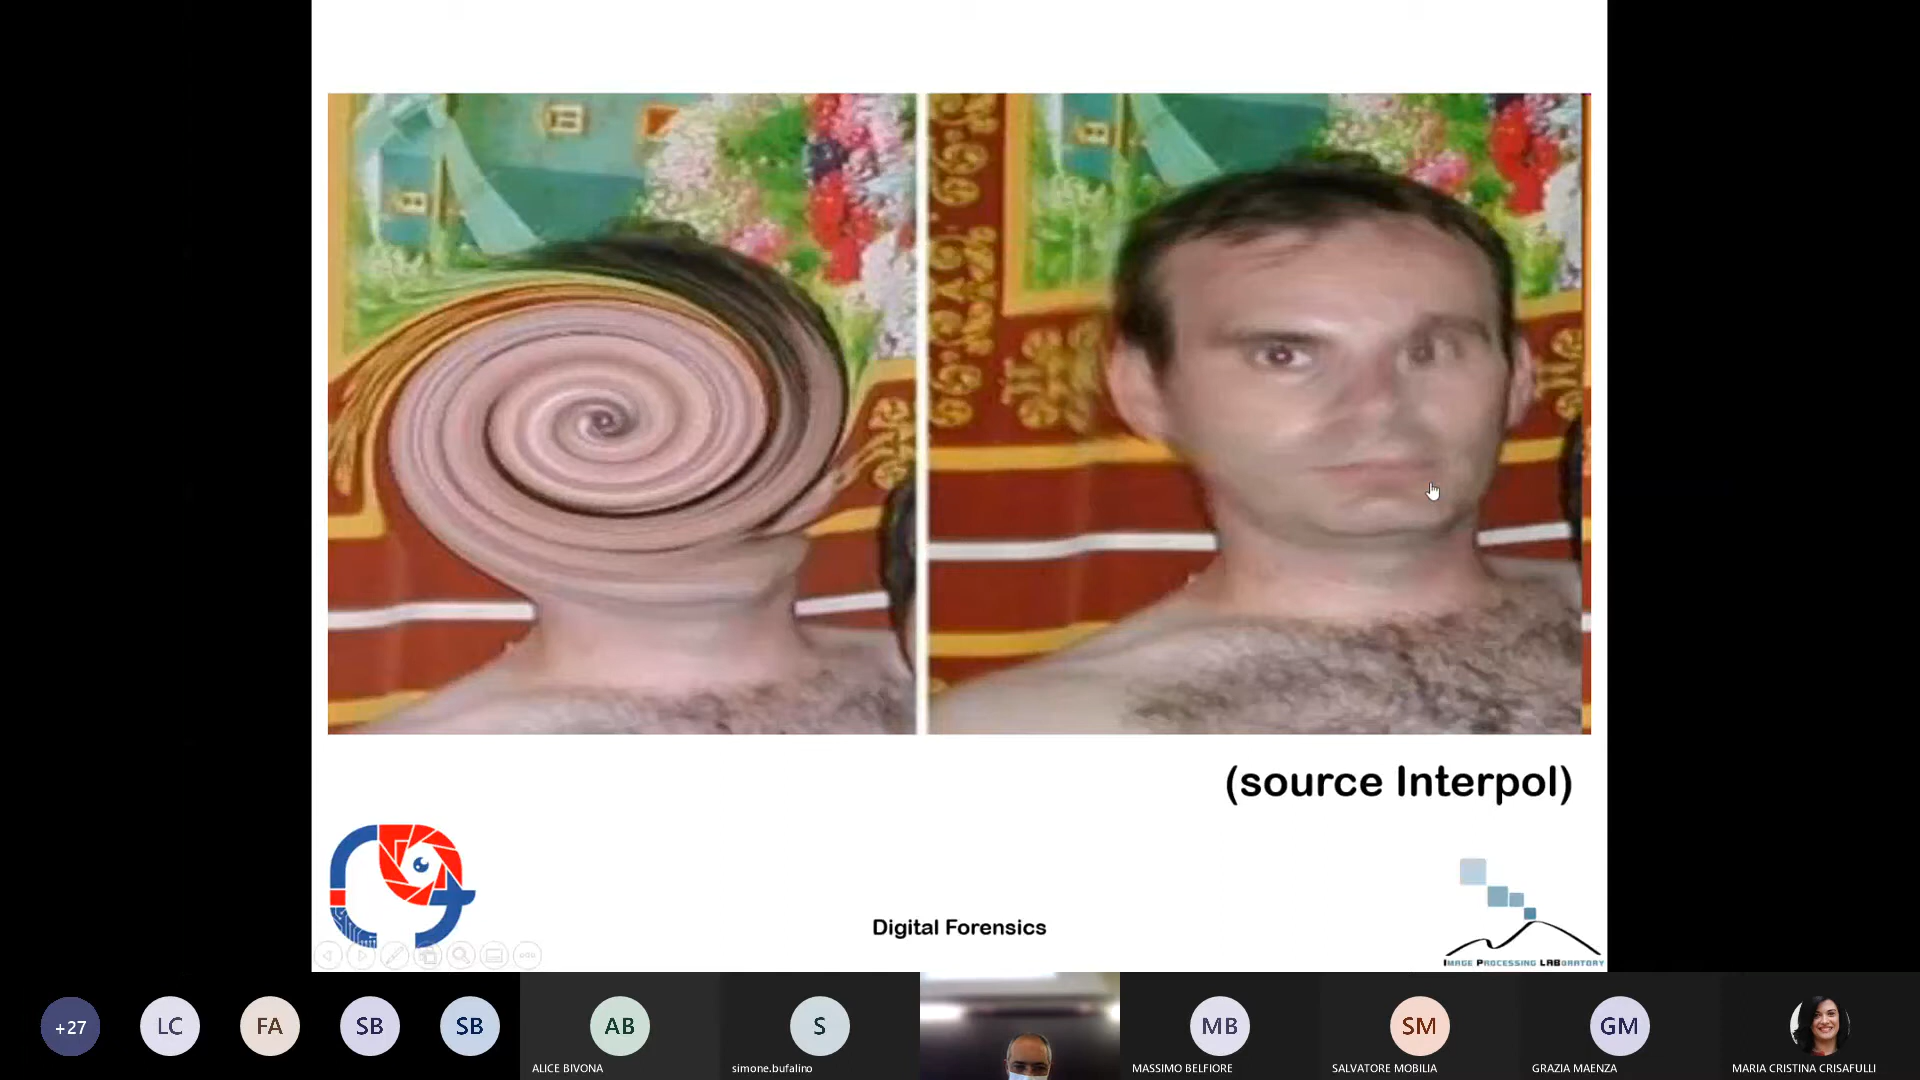 (source Interpol)
Digital Forensics
IMAGE PROCESSING LABORATORY
+27
LC
FA
SB
SB
AB
S
MB
SM
GM
ALICE BIVONA
simone.bufalino
MASSIMO BELFIORE
SALVATORE MOBILIA
GRAZIA MAENZA
MARIA CRISTINA CRISAFULLI